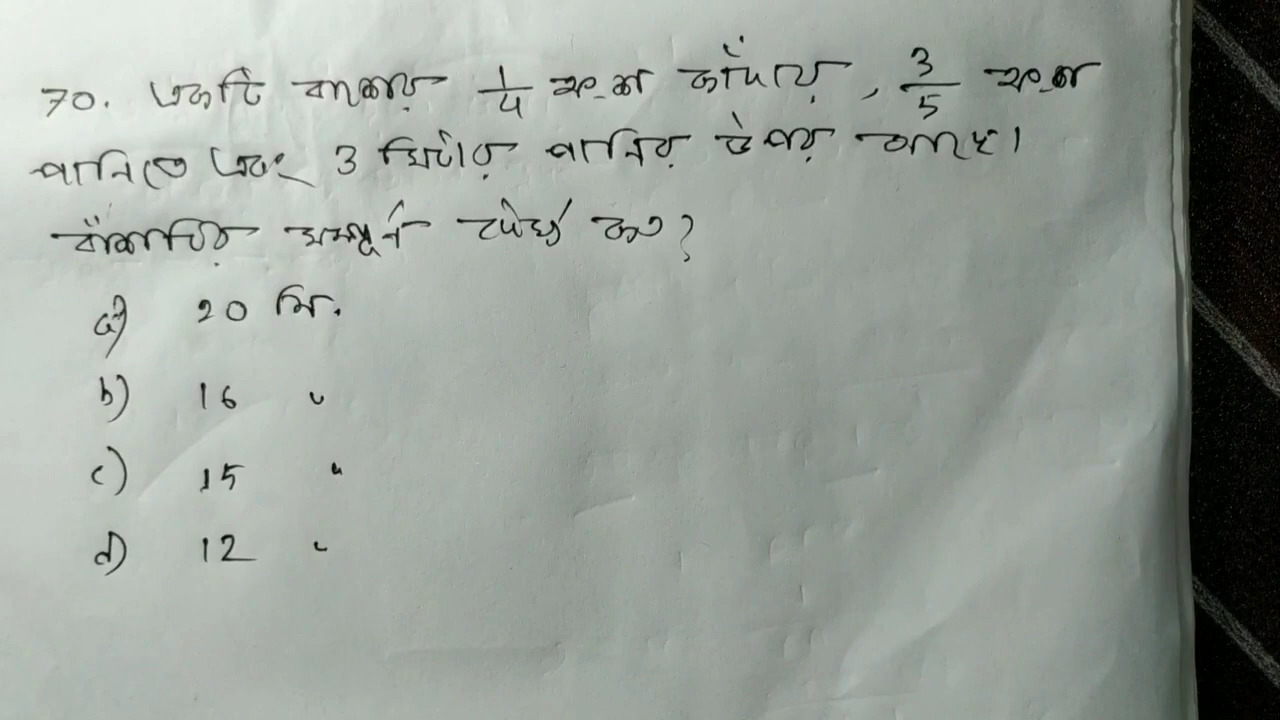 70. একটি বাঁশের 1/4 অংশ কাঁদায়, 3/5 অংশ
পানিতে এবং 3 মিটার পানির উপরে আছে।
বাঁশটির সম্পূর্ন দৈর্ঘ্য কত?
a) 20 মি.
b) 16 "
c) 15 "
d) 12 "